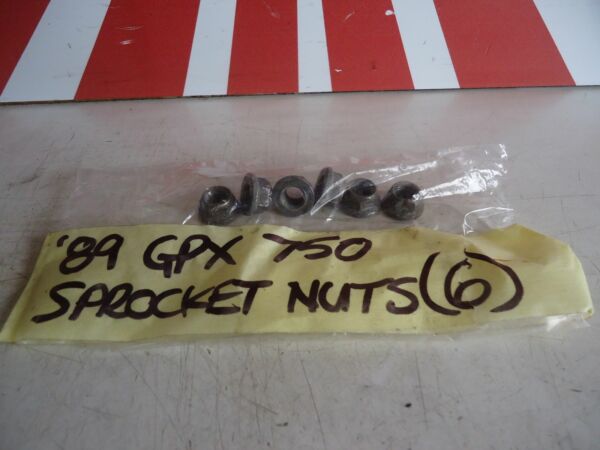 '89 GPX 750
SPROCKET NUTS (6)